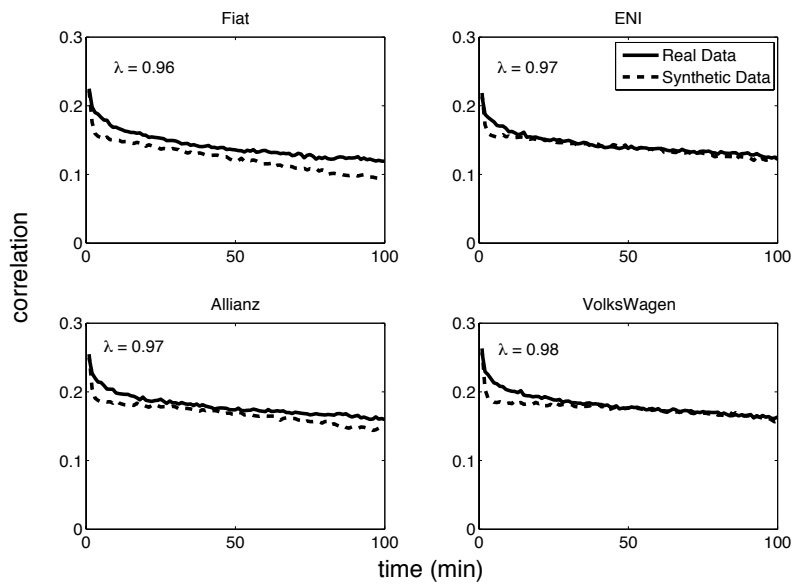 Fiat
ENI
0.3
0.2
0.1
0
λ = 0.96
0
50
100
0.3
0.2
0.1
0
λ = 0.97
Real Data
Synthetic Data
0
50
100
correlation
Allianz
VolksWagen
0.3
0.2
0.1
0
λ = 0.97
0
50
100
0.3
0.2
0.1
0
λ = 0.98
0
50
100
time (min)